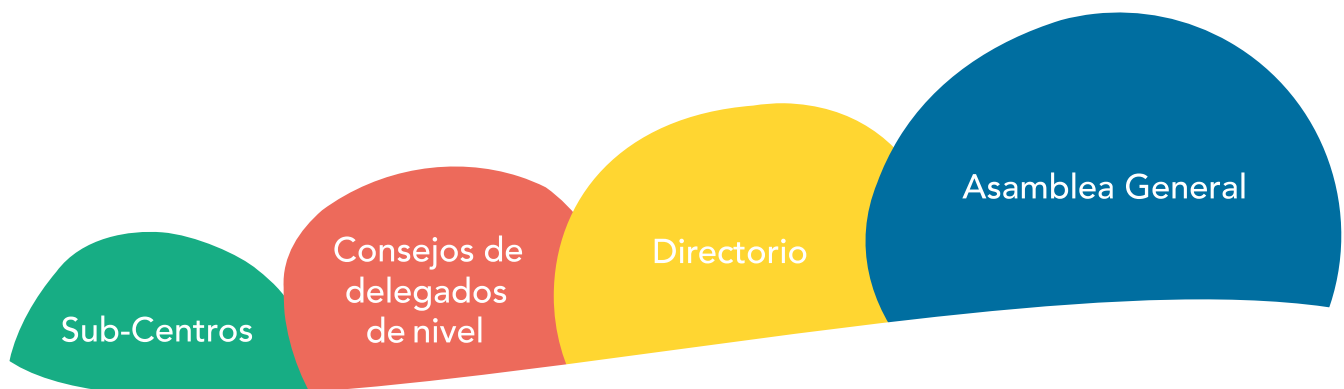 Sub-Centros
Consejos de
delegados
de nivel
Directorio
Asamblea General